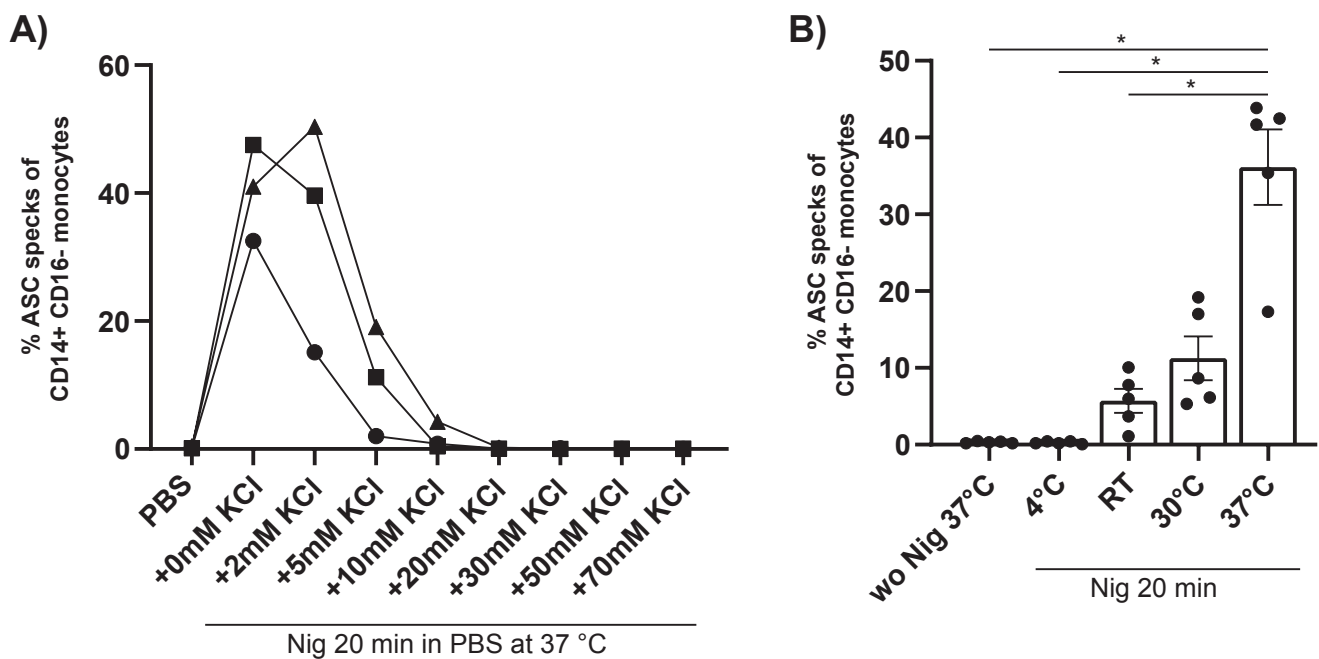 A)
% ASC specks of
CD14+ CD16- monocytes
60
40
20
0
PBS
+0mM KCl
+2mM KCl
+5mM KCl
+10mM KCl
+20mM KCl
+30mM KCl
+50mM KCl
+70mM KCl
Nig 20 min in PBS at 37 °C
B)
% ASC specks of
CD14+ CD16- monocytes
50
40
30
20
10
0
*
*
*
wo Nig 37°C
4°C
RT
30°C
37°C
Nig 20 min